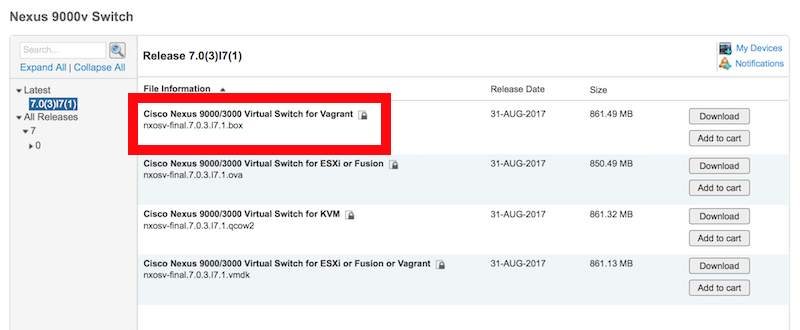 Nexus 9000v Switch
Search...
Expand All | Collapse All
Latest
7.0(3)I7(1)
All Releases
7
0
Release 7.0(3)I7(1)
My Devices
Notifications
File Information Release Date Size
Cisco Nexus 9000/3000 Virtual Switch for Vagrant 31-AUG-2017 861.49 MB Download
nxosv-final.7.0.3.I7.1.box
Add to cart
Cisco Nexus 9000/3000 Virtual Switch for ESXi or Fusion 31-AUG-2017 850.49 MB Download
nxosv-final.7.0.3.I7.1.ova
Add to cart
Cisco Nexus 9000/3000 Virtual Switch for KVM 31-AUG-2017 861.32 MB Download
nxosv-final.7.0.3.I7.1.qcow2
Add to cart
Cisco Nexus 9000/3000 Virtual Switch for ESXi or Fusion or Vagrant 31-AUG-2017 861.13 MB Download
nxosv-final.7.0.3.I7.1.vmdk
Add to cart